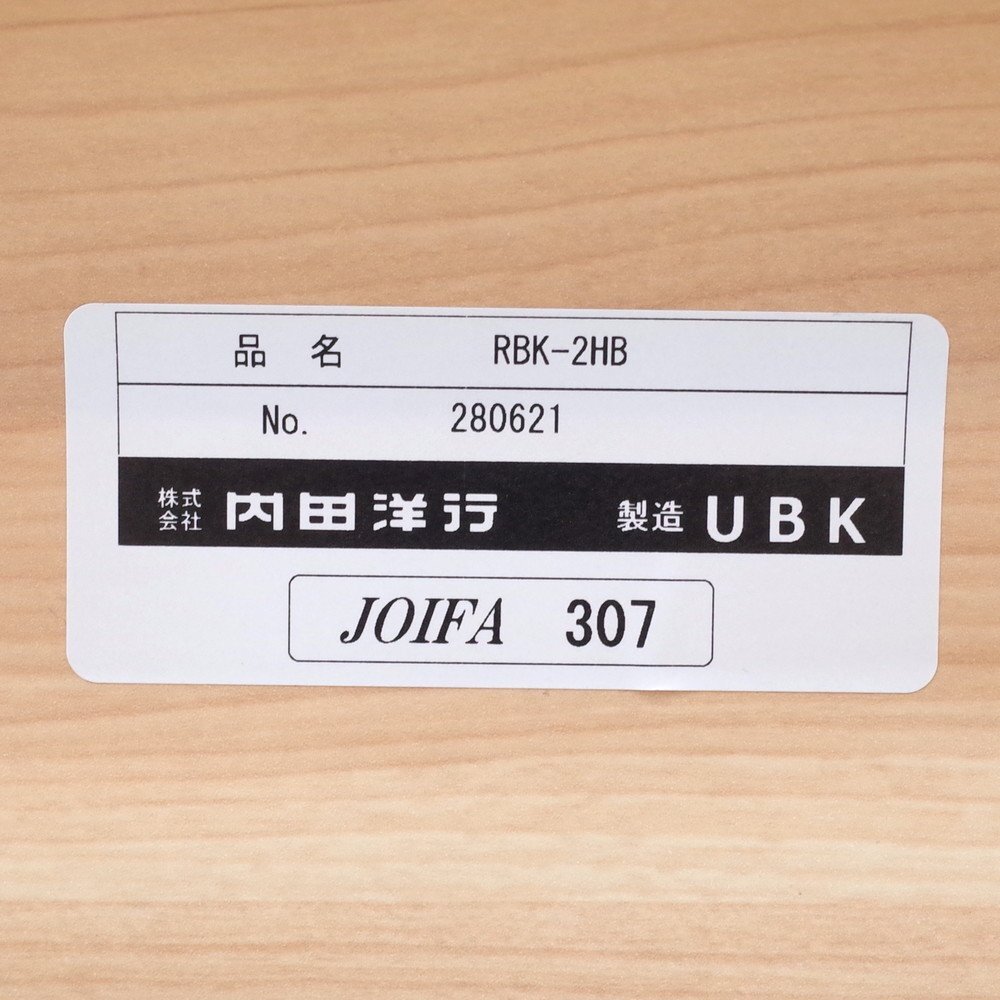 品 名 RBK-2HB
No. 280621
株式会社 内田洋行 製造 UBK
JOIFA 307